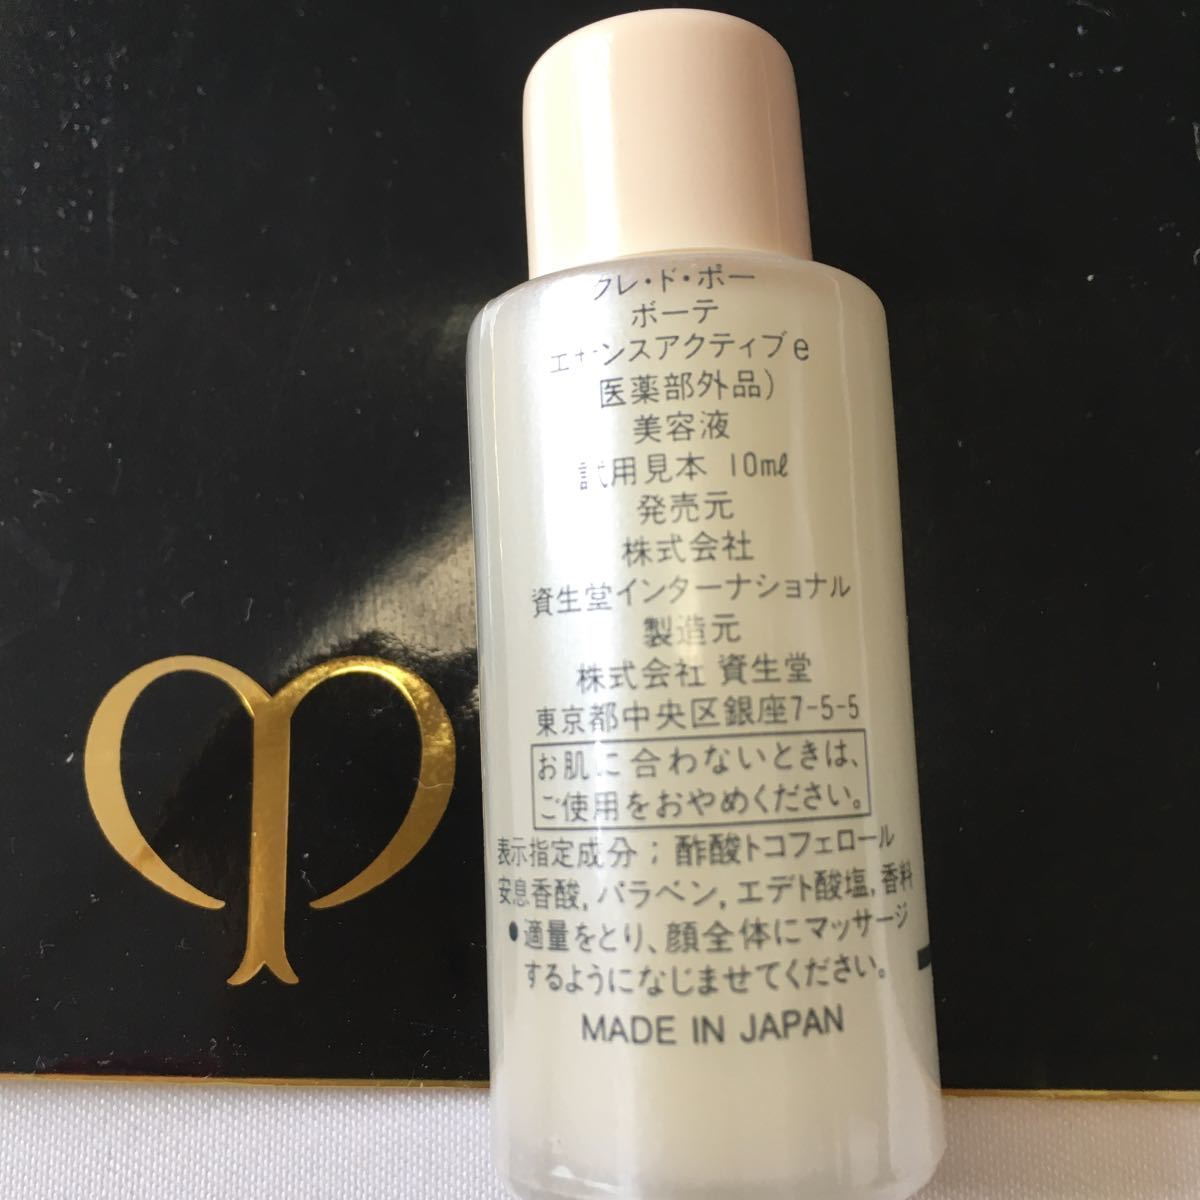 クレ・ド・ポー
ボーテ
エサンスアクティブe
医薬部外品)
美容液
試用見本 10ml
発売元
株式会社
資生堂インターナショナル
製造元
株式会社 資生堂
東京都中央区銀座7-5-5
お肌に合わないときは、
ご使用をおやめください。
表示指定成分；酢酸トコフェロール
安息香酸,パラベン,エデト酸塩,香料
●適量をとり、顔全体にマッサージ
するようになじませてください。
MADE IN JAPAN